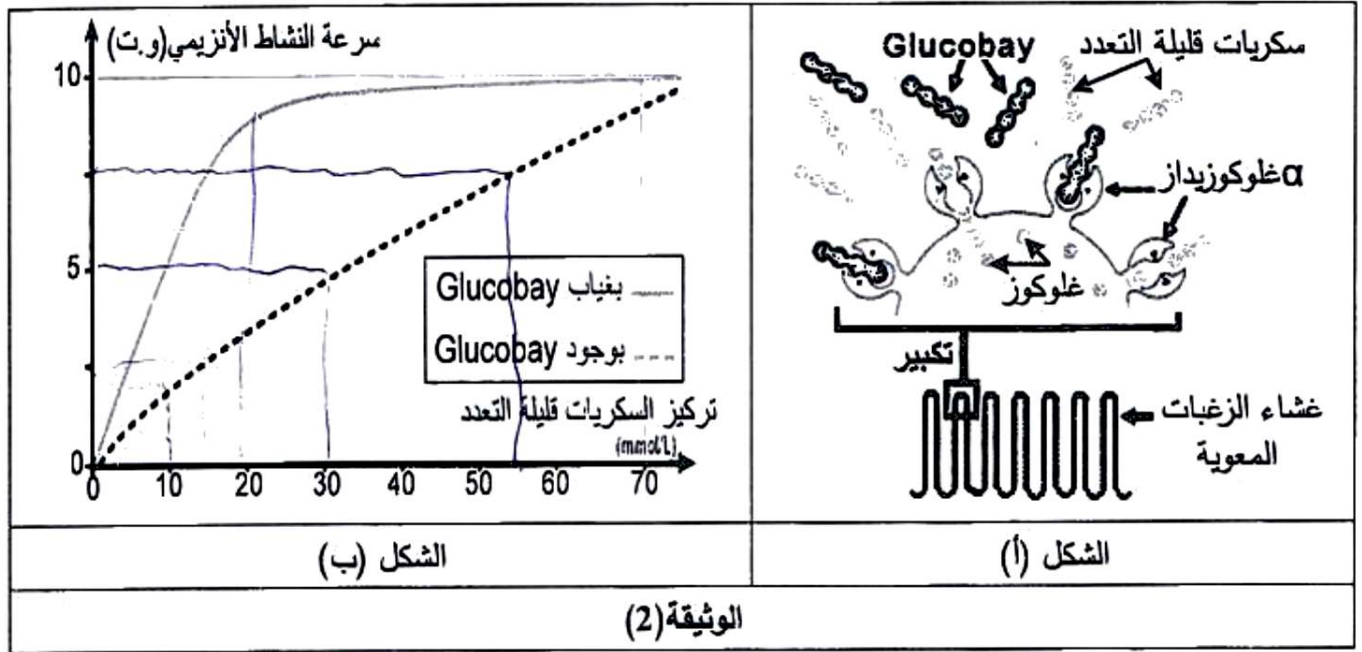 سكريات قليلة التعدد
Glucobay
αغلوكوزيداز
غلوكوز
تكبير
غشاء الزغبات
المعوية
الشكل (أ)
سرعة النشاط الأنزيمي(و.ت)
10
5
0
بغياب Glucobay
بوجود Glucobay
تركيز السكريات قليلة التعدد
(mmol/L)
0 10 20 30 40 50 60 70
الشكل (ب)
الوثيقة(2)